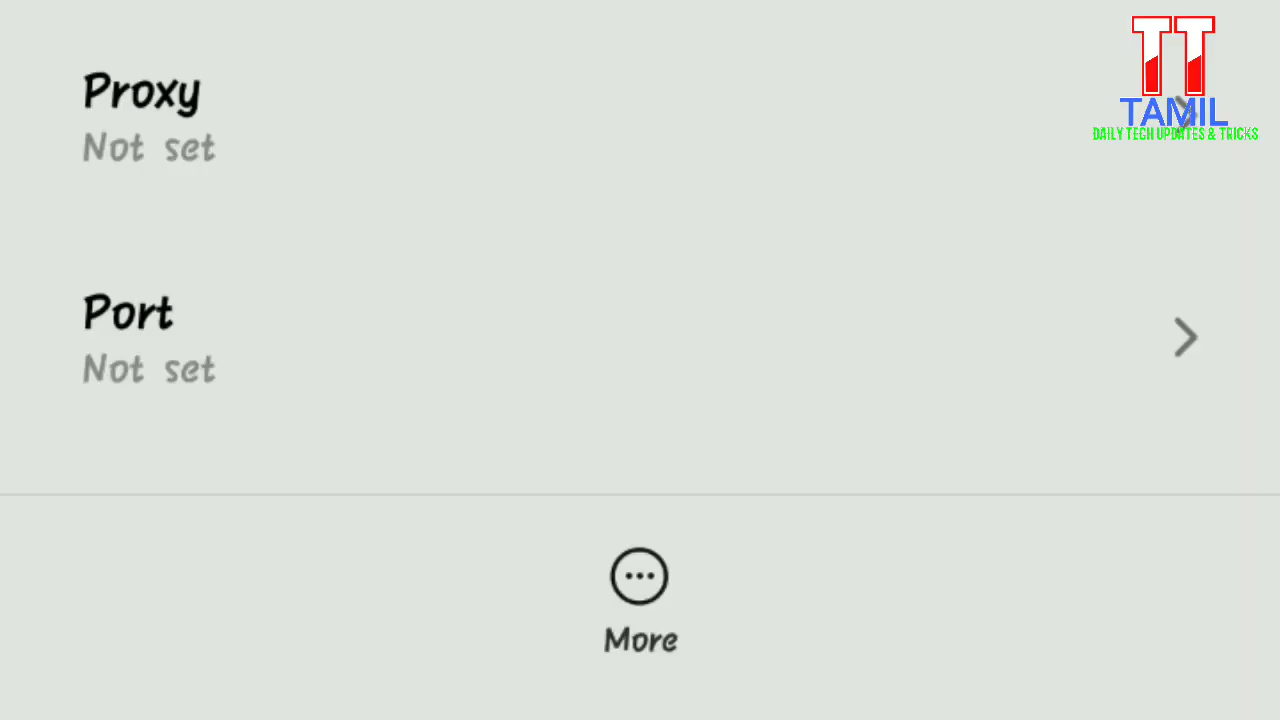 Proxy
Not set
TT
TAMIL
DAILY TECH UPDATES & TRICKS
Port
Not set
More